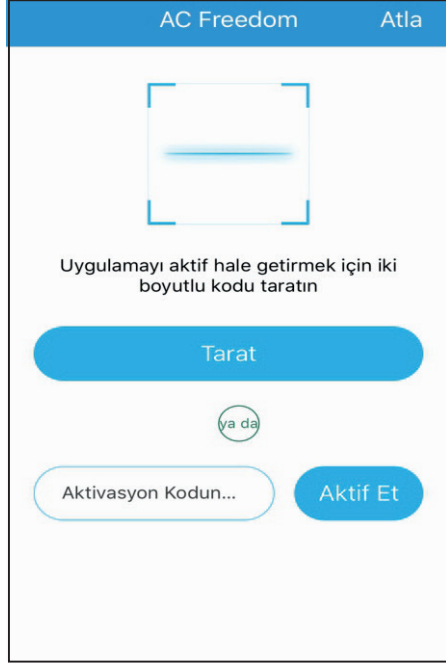 AC Freedom Atla
Uygulamayı aktif hale getirmek için iki
boyutlu kodu taratın
Tarat
ya da
Aktivasyon Kodun... Aktif Et